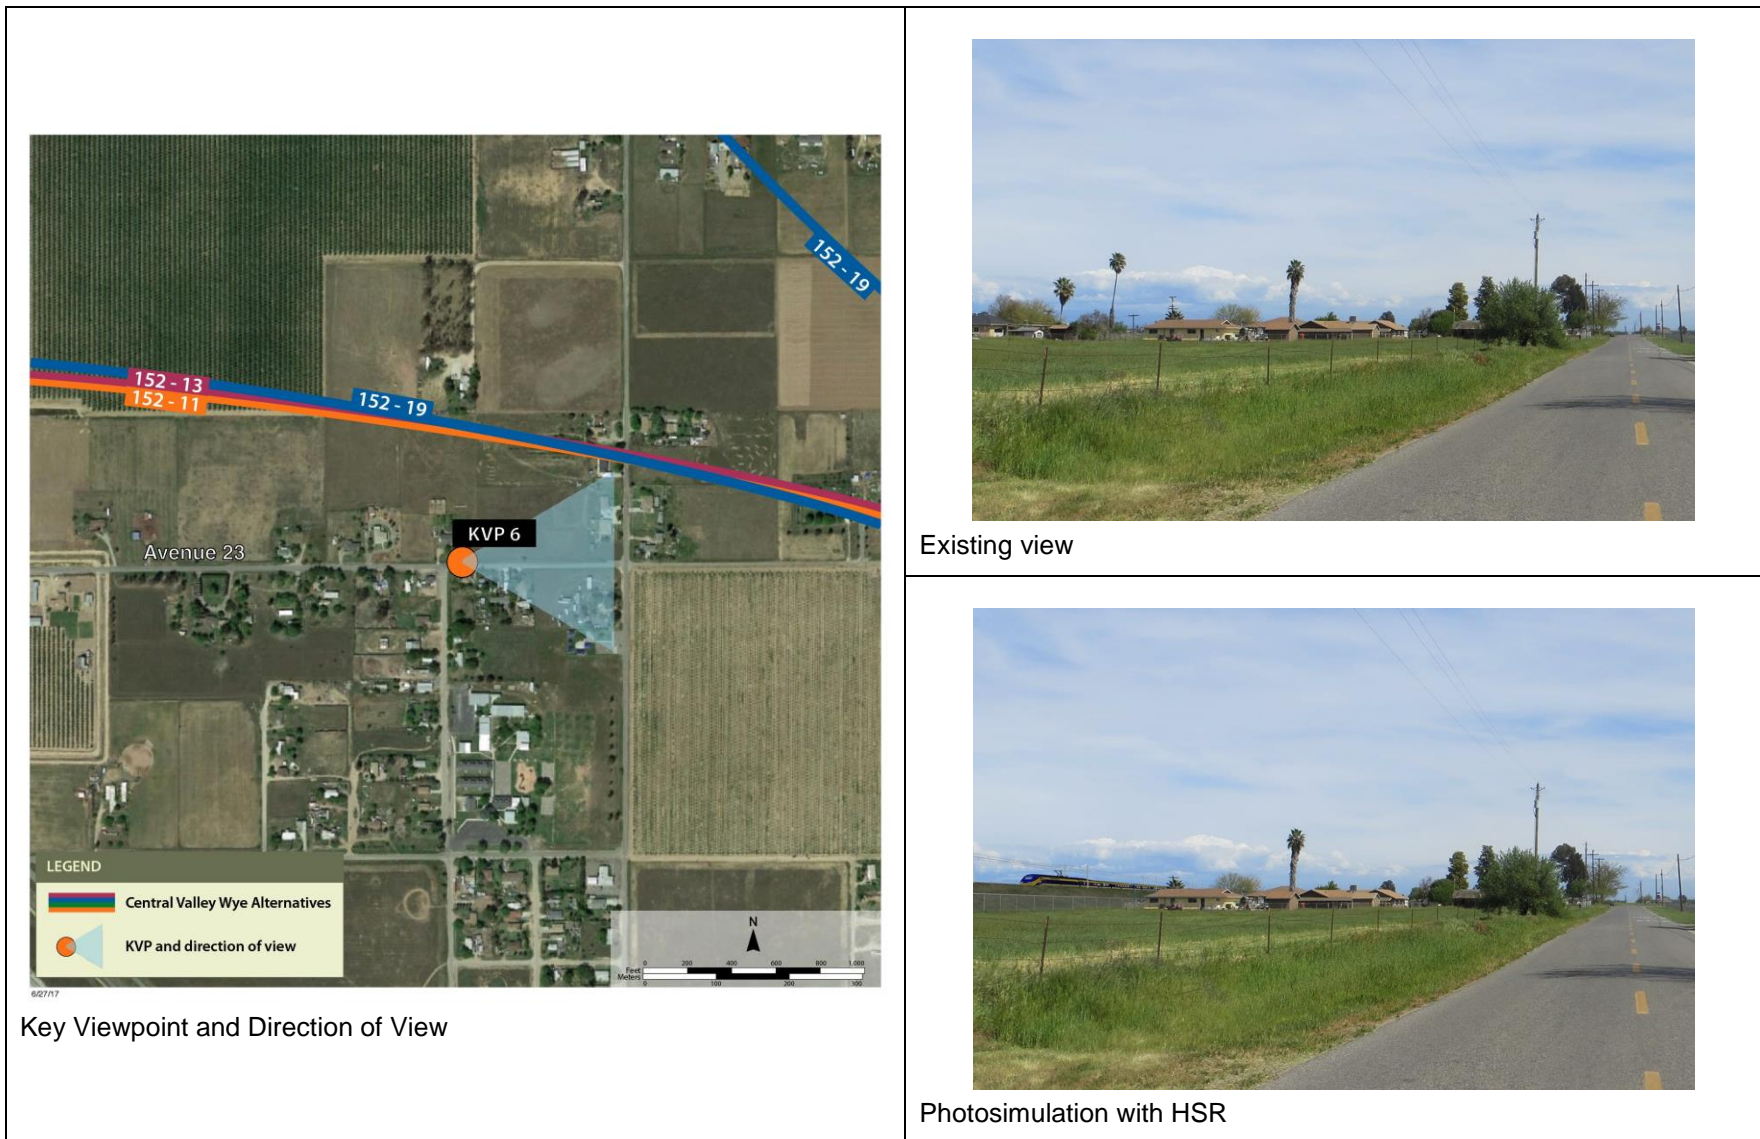 152 - 19
152 - 13
152 - 11
152 - 19
KVP 6
Avenue 23
LEGEND
Central Valley Wye Alternatives
KVP and direction of view
N
0 200 400 600 800 1,000
Feet
Meters
0 100 200 300
6/27/17
Key Viewpoint and Direction of View
Existing view
Photosimulation with HSR